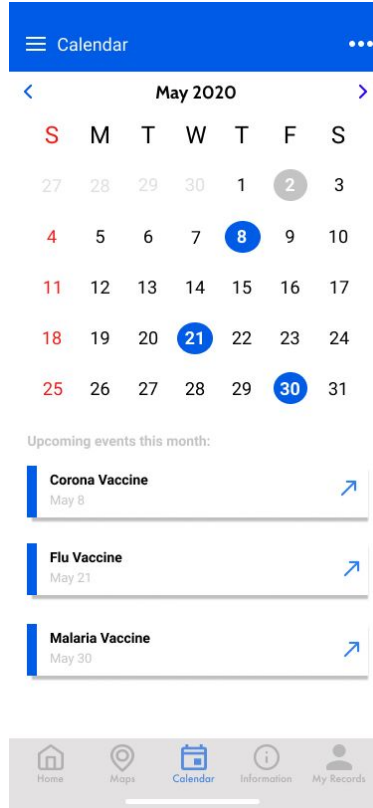 Calendar
May 2020
S M T W T F S
27 28 29 30 1 2 3
4 5 6 7 8 9 10
11 12 13 14 15 16 17
18 19 20 21 22 23 24
25 26 27 28 29 30 31
Upcoming events this month:
Corona Vaccine
May 8
Flu Vaccine
May 21
Malaria Vaccine
May 30
Home Maps Calendar Information My Records